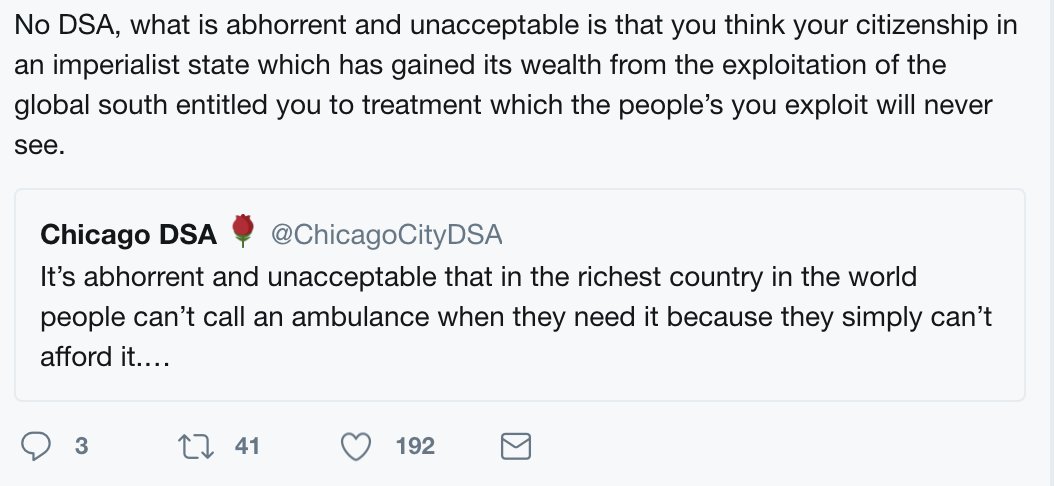 No DSA, what is abhorrent and unacceptable is that you think your citizenship in
an imperialist state which has gained its wealth from the exploitation of the
global south entitled you to treatment which the people’s you exploit will never
see.
Chicago DSA 🌹 @ChicagoCityDSA
It’s abhorrent and unacceptable that in the richest country in the world
people can’t call an ambulance when they need it because they simply can’t
afford it....
3 41 192